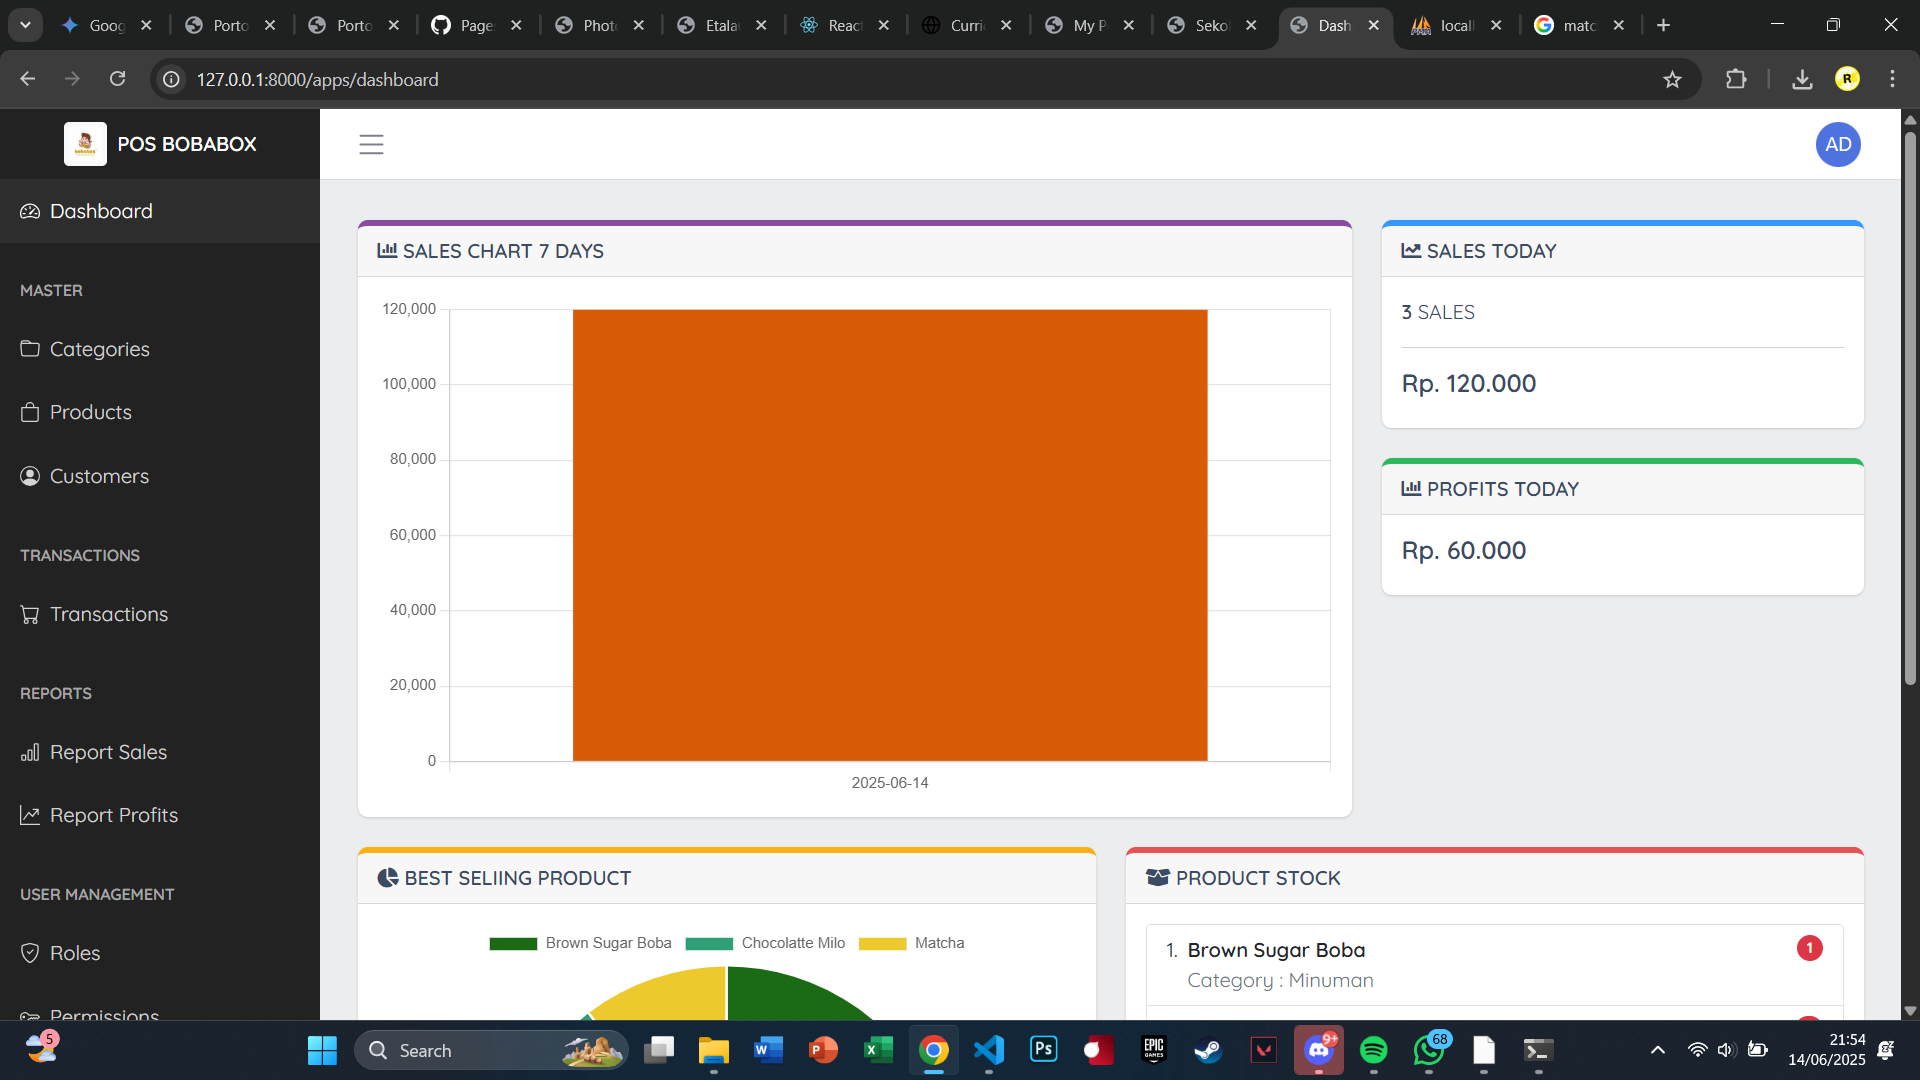 Goog
Porto
Porto
Page
Phot
Etala
React
Curri
My P
Seko
Dash
locall
matc
127.0.0.1:8000/apps/dashboard
R
POS BOBABOX
AD
Dashboard
MASTER
Categories
Products
Customers
TRANSACTIONS
Transactions
REPORTS
Report Sales
Report Profits
USER MANAGEMENT
Roles
Permissions
SALES CHART 7 DAYS
120,000
100,000
80,000
60,000
40,000
20,000
0
2025-06-14
SALES TODAY
3 SALES
Rp. 120.000
PROFITS TODAY
Rp. 60.000
BEST SELIING PRODUCT
Brown Sugar Boba
Chocolatte Milo
Matcha
PRODUCT STOCK
1. Brown Sugar Boba
1
Category : Minuman
5
Search
W
P
X
Ps
EPIC
GAMES
9+
68
21:54
14/06/2025